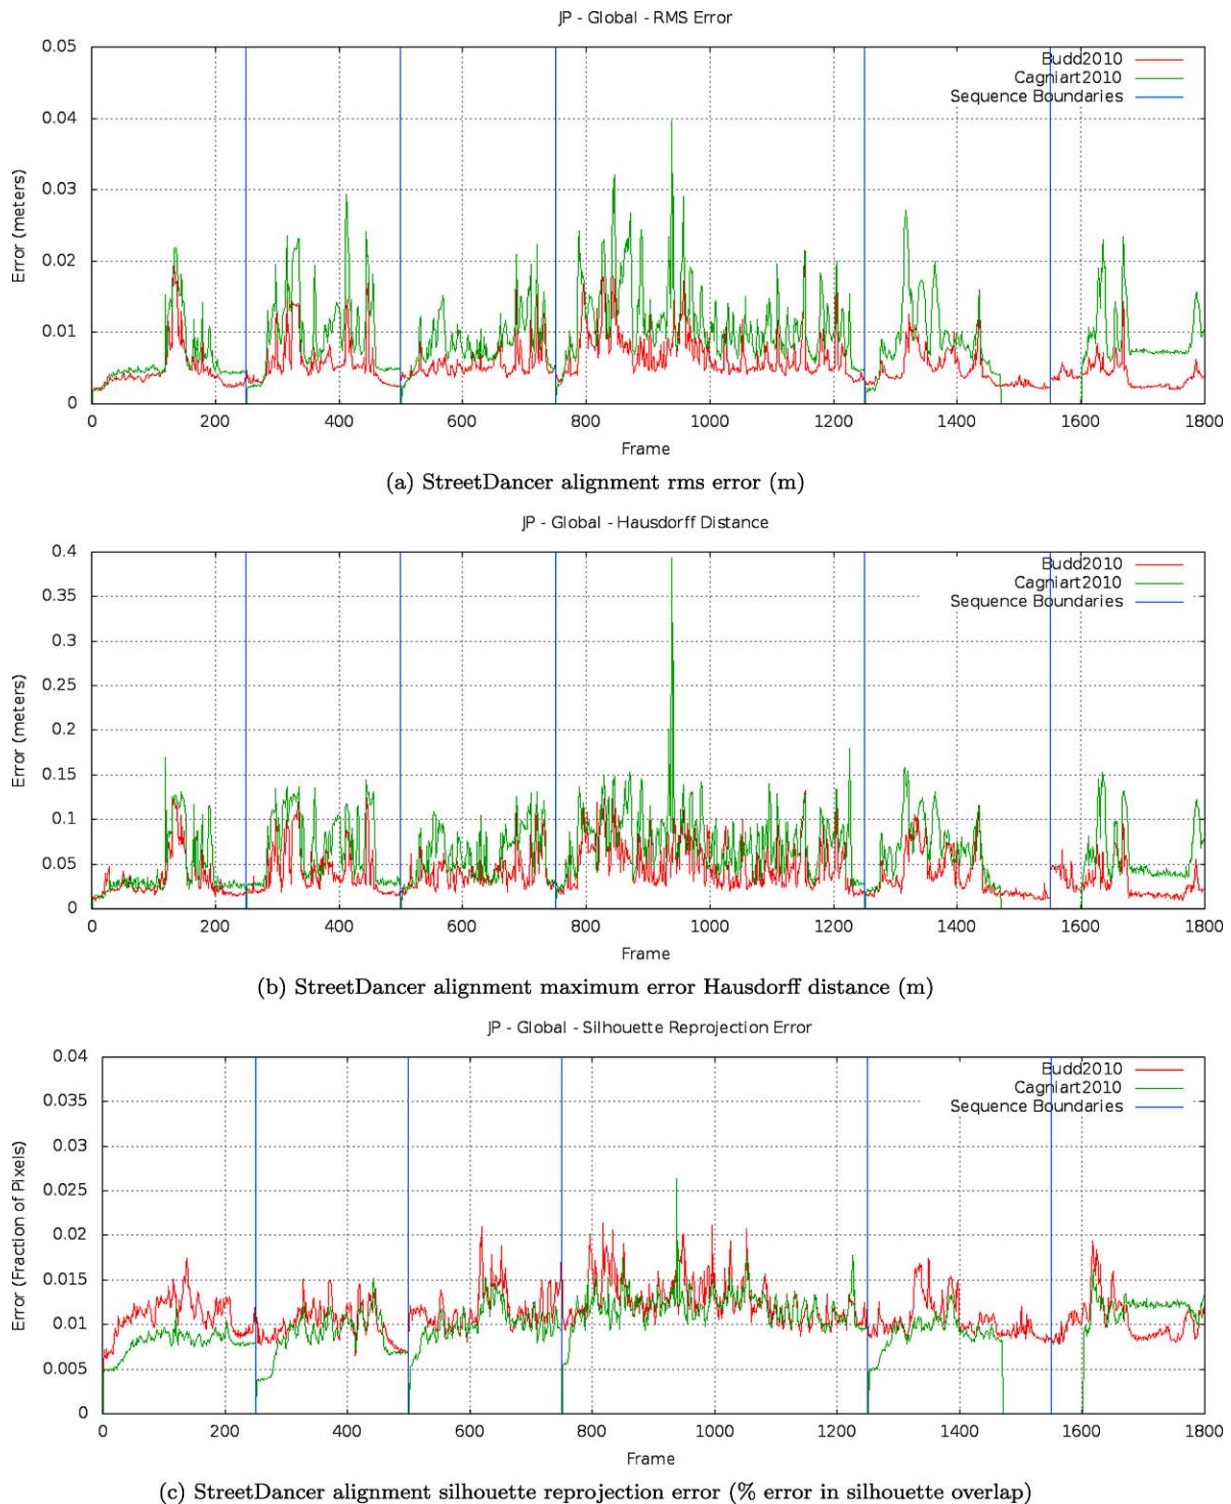 JP - Global - RMS Error
0.05
0.04
0.03
0.02
0.01
0
Error (meters)
Budd2010
Cagniart2010
Sequence Boundaries
0 200 400 600 800 1000 1200 1400 1600 1800
Frame
(a) StreetDancer alignment rms error (m)
JP - Global - Hausdorff Distance
0.4
0.35
0.3
0.25
0.2
0.15
0.1
0.05
0
Error (meters)
Budd2010
Cagniart2010
Sequence Boundaries
0 200 400 600 800 1000 1200 1400 1600 1800
Frame
(b) StreetDancer alignment maximum error Hausdorff distance (m)
JP - Global - Silhouette Reprojection Error
0.04
0.035
0.03
0.025
0.02
0.015
0.01
0.005
0
Error (Fraction of Pixels)
Budd2010
Cagniart2010
Sequence Boundaries
0 200 400 600 800 1000 1200 1400 1600 1800
Frame
(c) StreetDancer alignment silhouette reprojection error (% error in silhouette overlap)